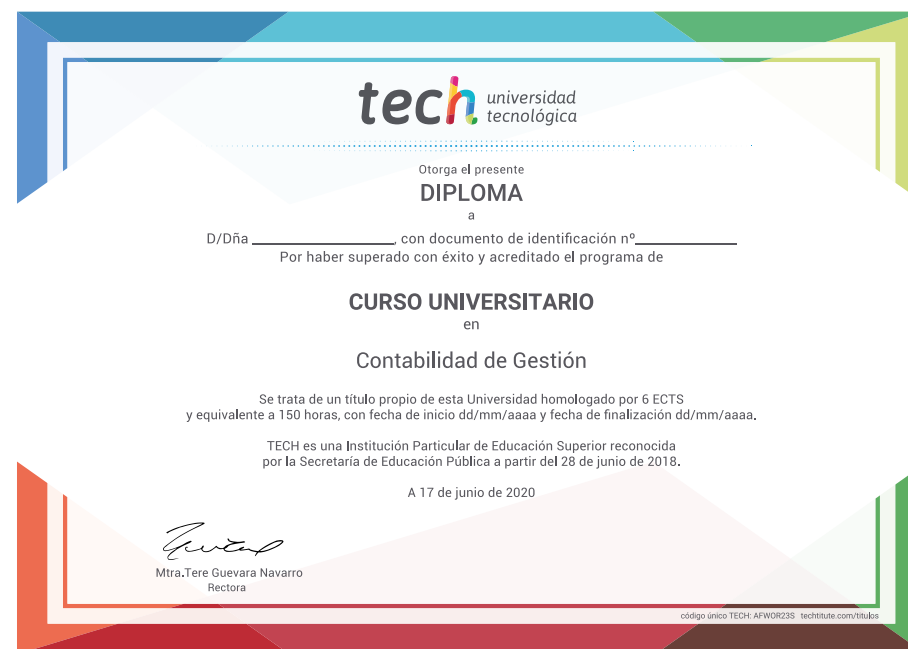 tech universidad
tecnológica
Otorga el presente
DIPLOMA
a
D/Dña ____________________, con documento de identificación nº______________
Por haber superado con éxito y acreditado el programa de
CURSO UNIVERSITARIO
en
Contabilidad de Gestión
Se trata de un título propio de esta Universidad homologado por 6 ECTS
y equivalente a 150 horas, con fecha de inicio dd/mm/aaaa y fecha de finalización dd/mm/aaaa.
TECH es una Institución Particular de Educación Superior reconocida
por la Secretaría de Educación Pública a partir del 28 de junio de 2018.
A 17 de junio de 2020
Mtra.Tere Guevara Navarro
Rectora
código único TECH: AFWOR23S techtitute.com/titulos